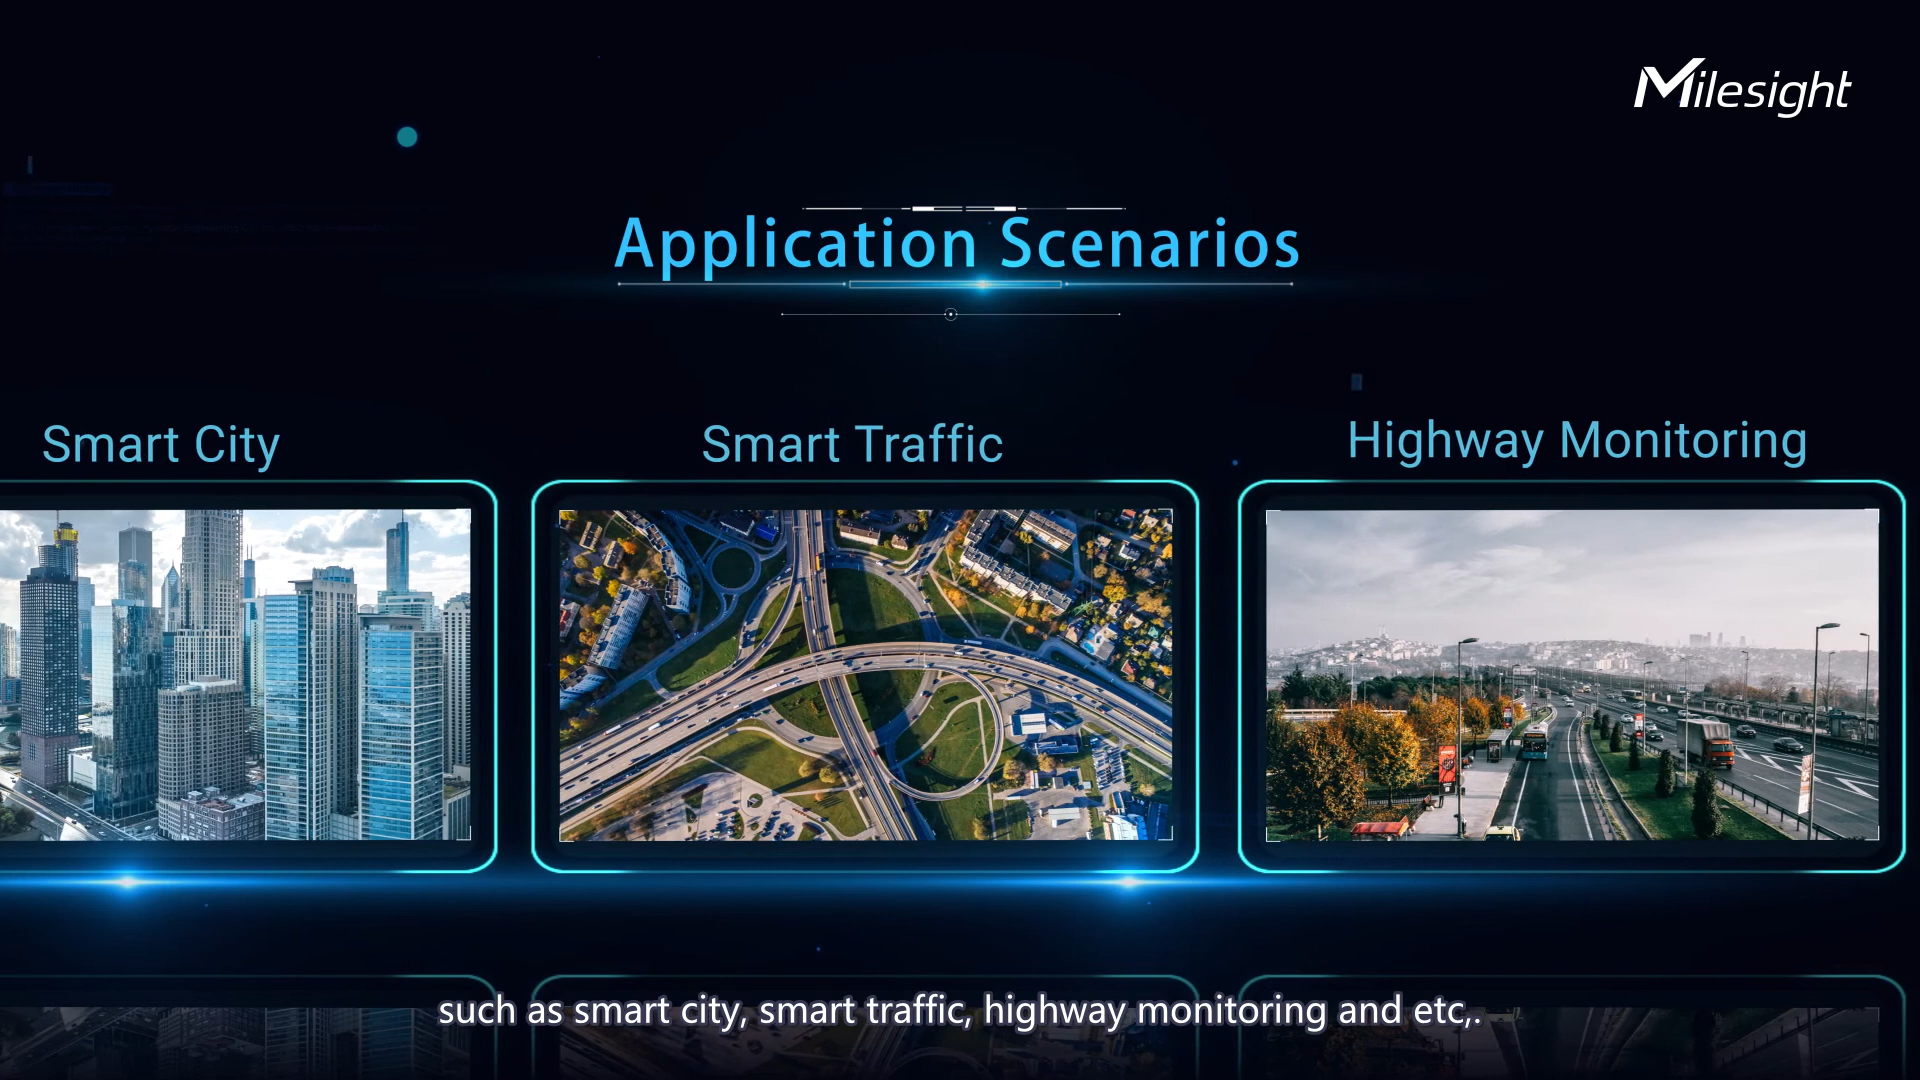 Milesight
Application Scenarios
Smart City
Smart Traffic
Highway Monitoring
such as smart city, smart traffic, highway monitoring and etc,.